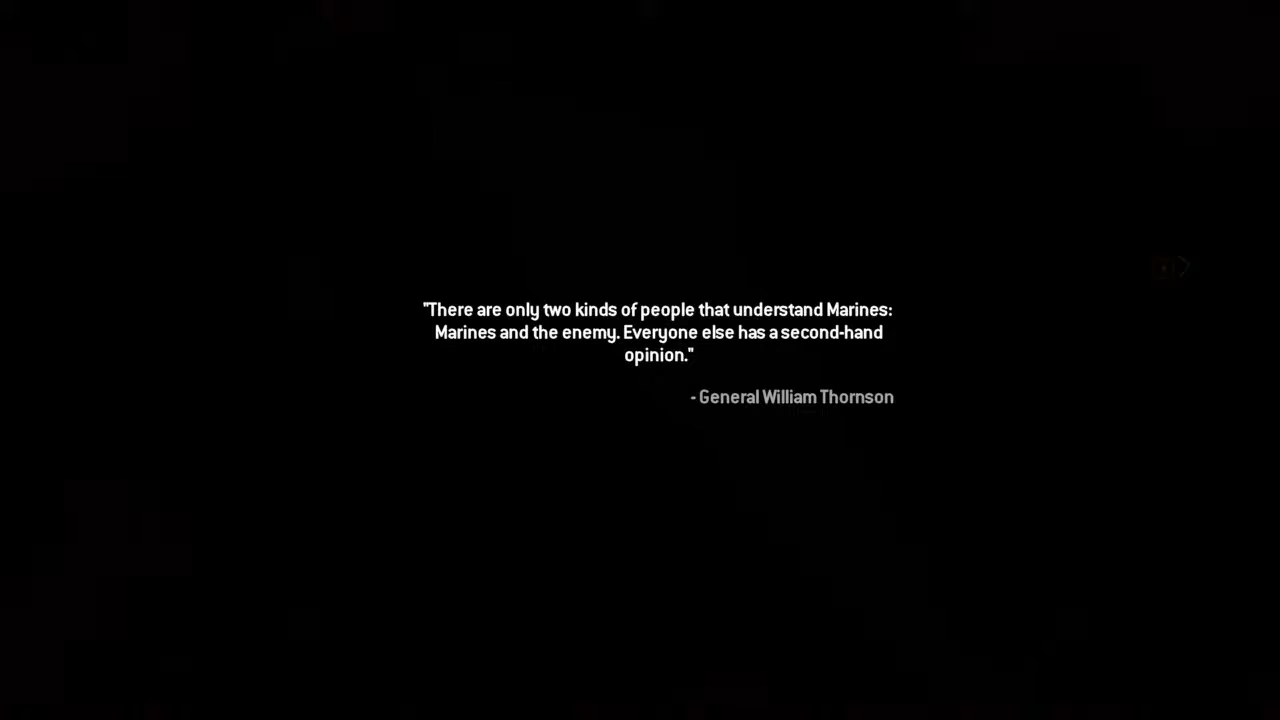 "There are only two kinds of people that understand Marines:
Marines and the enemy. Everyone else has a second-hand
opinion."
- General William Thornson